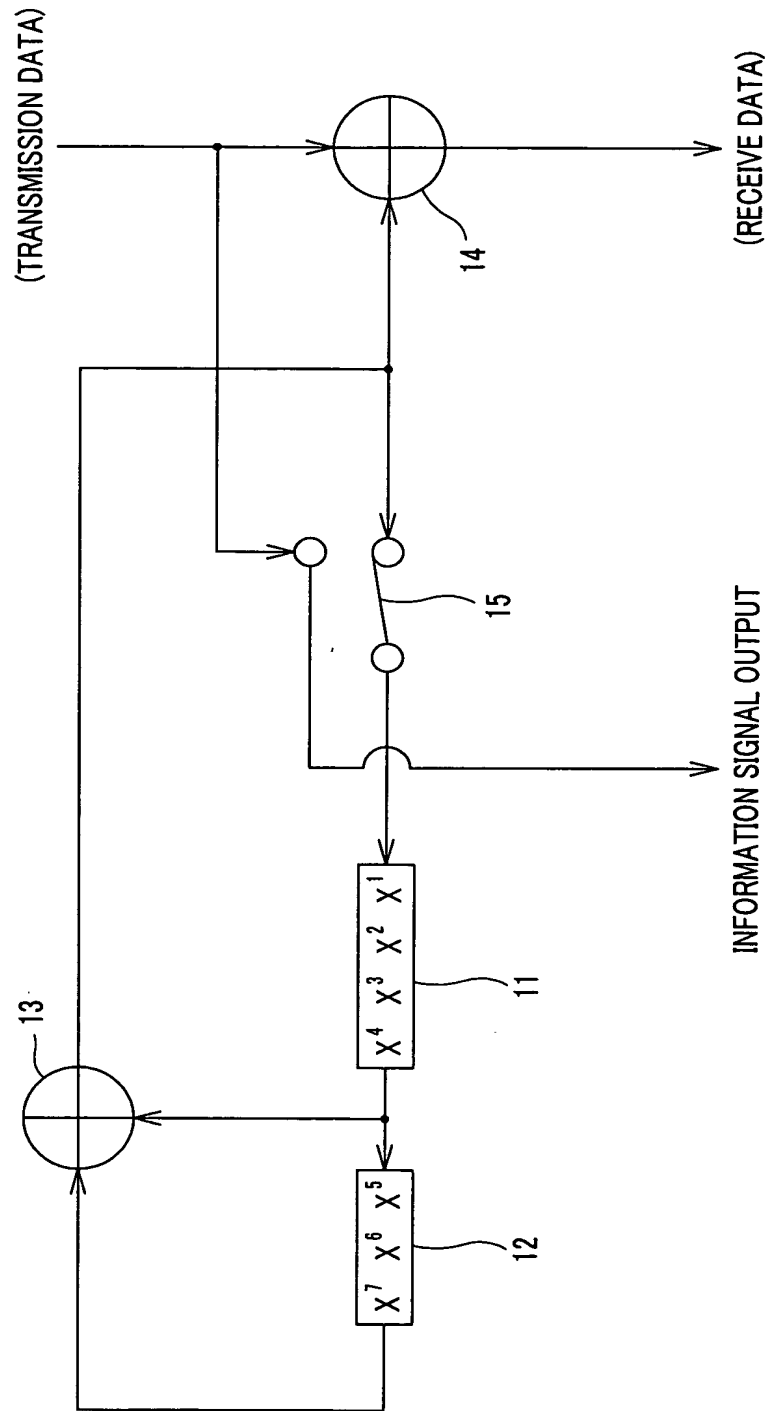 13
(TRANSMISSION DATA)
X⁷ X⁶ X⁵
X⁴ X³ X² X¹
14
15
12
11
INFORMATION SIGNAL OUTPUT
(RECEIVE DATA)